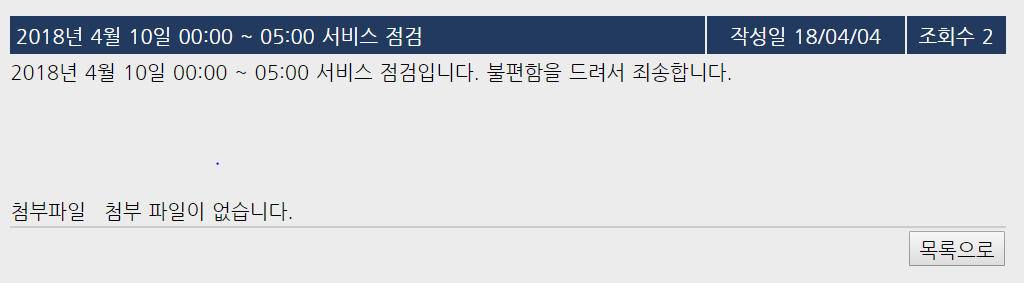 2018년 4월 10일 00:00 ~ 05:00 서비스 점검 작성일 18/04/04 조회수 2
2018년 4월 10일 00:00 ~ 05:00 서비스 점검입니다. 불편함을 드려서 죄송합니다.
.
첨부파일 첨부 파일이 없습니다.
목록으로